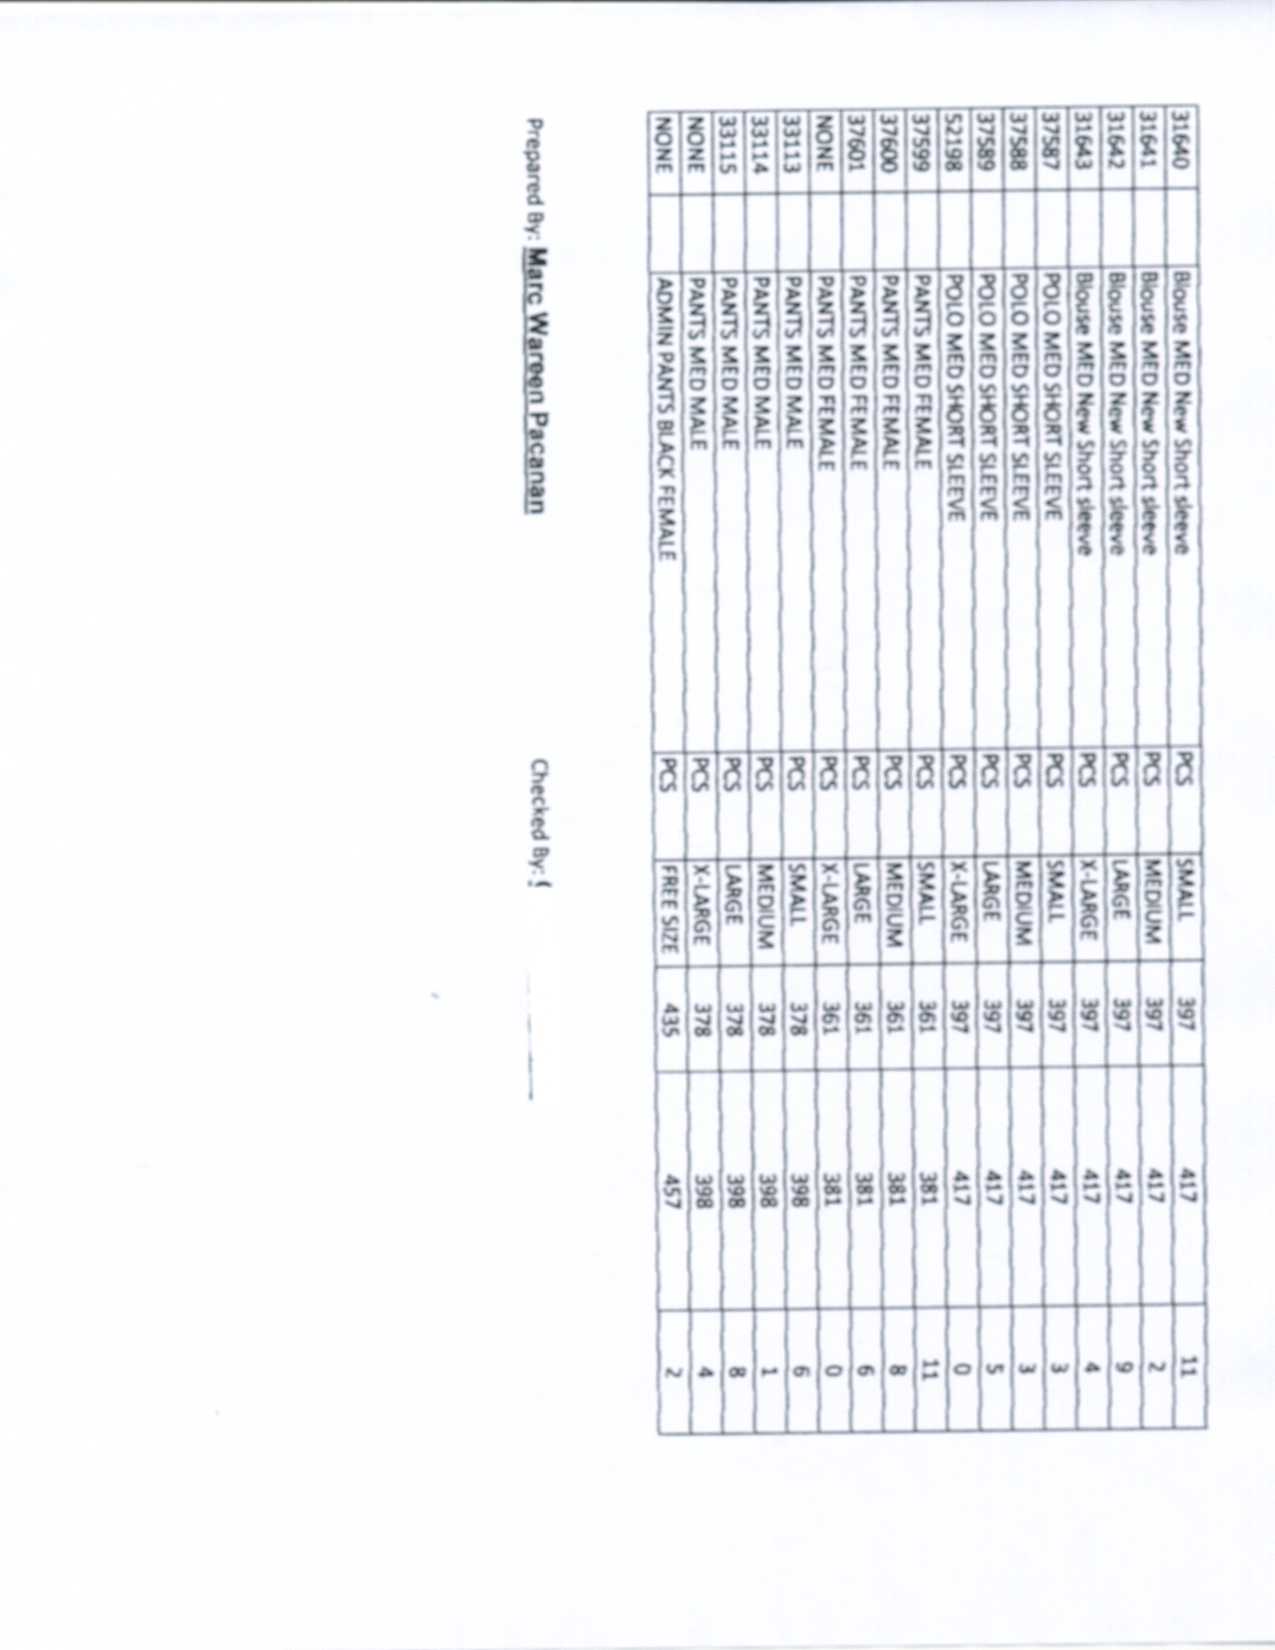 31640 Blouse MED New Short sleeve PCS SMALL 397 417 11
31641 Blouse MED New Short sleeve PCS MEDIUM 397 417 2
31642 Blouse MED New Short sleeve PCS LARGE 397 417 9
31643 Blouse MED New Short sleeve PCS X-LARGE 397 417 4
37587 POLO MED SHORT SLEEVE PCS SMALL 397 417 3
37588 POLO MED SHORT SLEEVE PCS MEDIUM 397 417 3
37589 POLO MED SHORT SLEEVE PCS LARGE 397 417 5
52198 POLO MED SHORT SLEEVE PCS X-LARGE 397 417 0
37599 PANTS MED FEMALE PCS SMALL 361 381 11
37600 PANTS MED FEMALE PCS MEDIUM 361 381 8
37601 PANTS MED FEMALE PCS LARGE 361 381 6
NONE PANTS MED FEMALE PCS X-LARGE 361 381 0
33113 PANTS MED MALE PCS SMALL 378 398 6
33114 PANTS MED MALE PCS MEDIUM 378 398 1
33115 PANTS MED MALE PCS LARGE 378 398 8
NONE PANTS MED MALE PCS X-LARGE 378 398 4
NONE ADMIN PANTS BLACK FEMALE PCS FREE SIZE 435 457 2
Prepared By: Marc Wareen Pacanan Checked By: